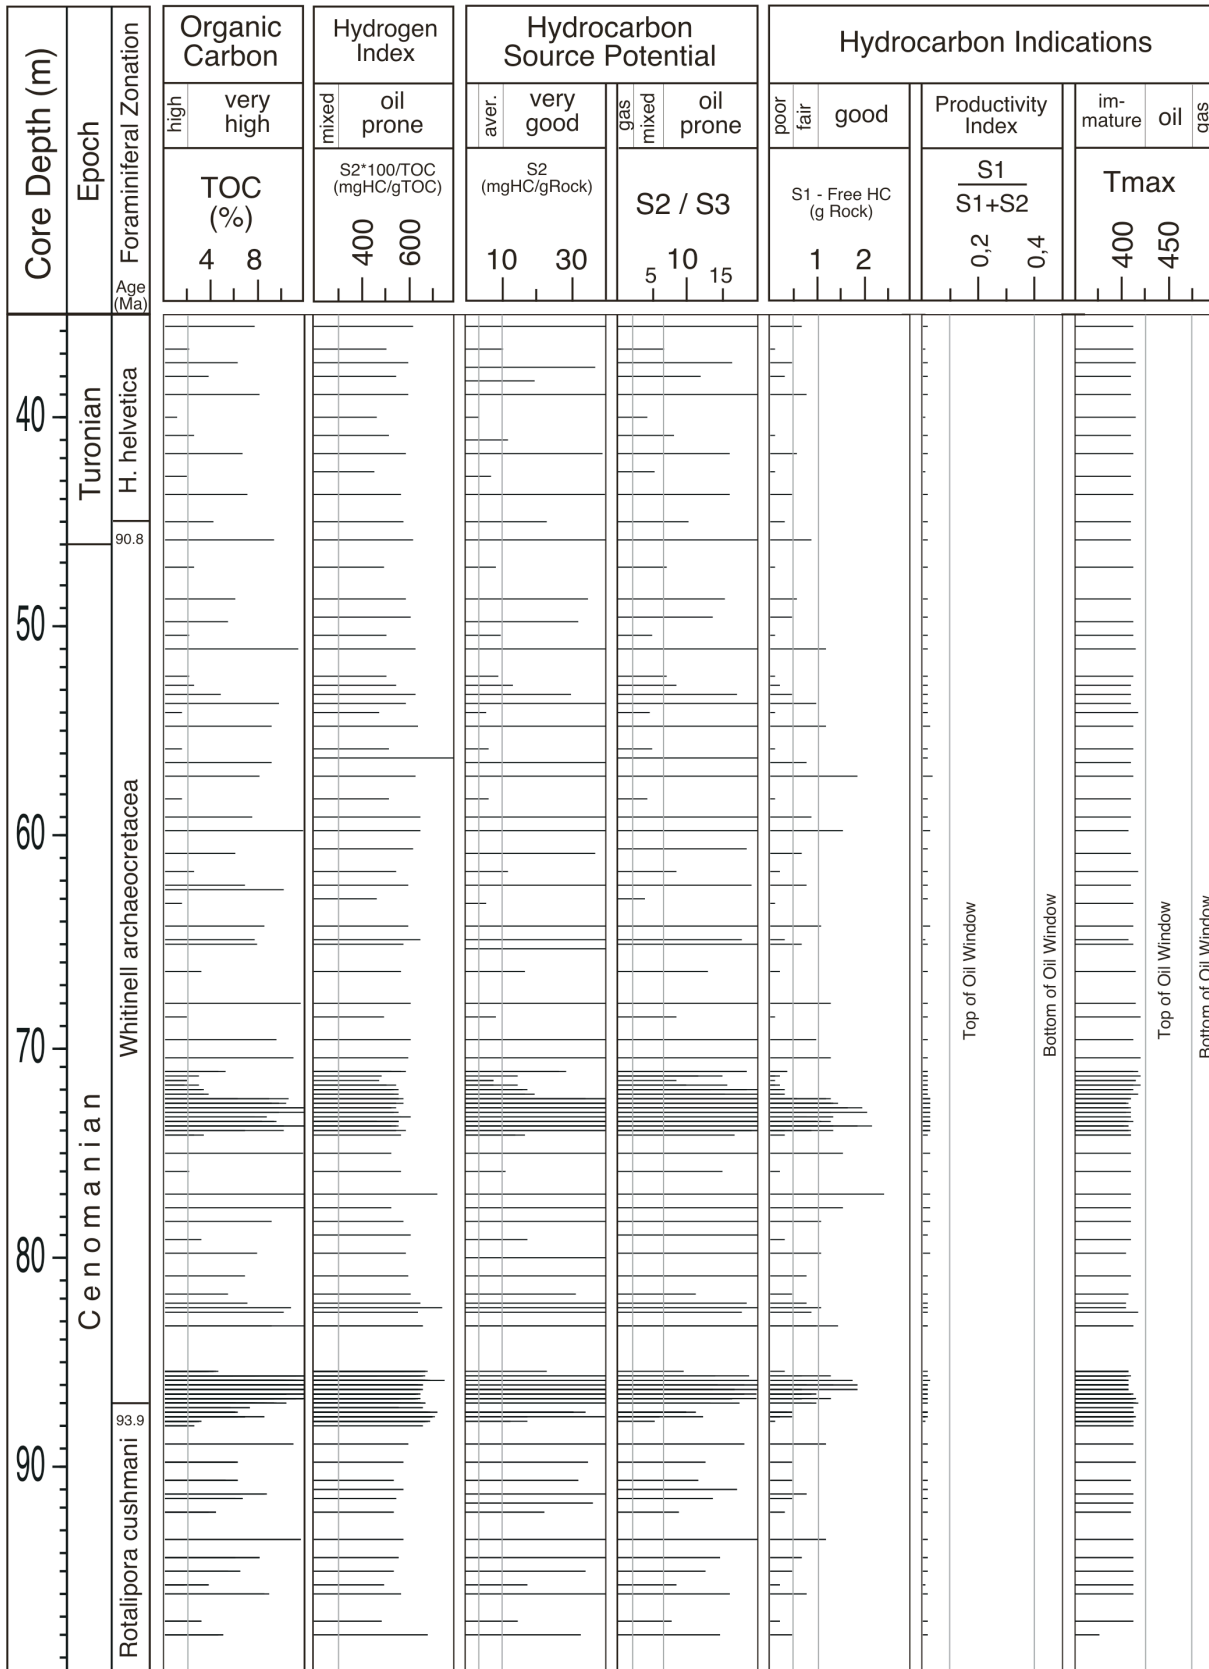 Core Depth (m)
Epoch
Foraminiferal Zonation
Age
(Ma)
Organic
Carbon
high
very
high
TOC
(%)
4 8
Hydrogen
Index
mixed
oil
prone
S2*100/TOC
(mgHC/gTOC)
400 600
Hydrocarbon
Source Potential
aver.
very
good
S2
(mgHC/gRock)
10 30
gas
mixed
oil
prone
S2 / S3
5 10 15
Hydrocarbon Indications
poor
fair
good
S1 - Free HC
(g Rock)
1 2
Productivity
Index
S1
S1+S2
0,2 0,4
im-
mature
oil
gas
Tmax
400 450
40
50
60
70
80
90
Turonian
Cenomanian
H. helvetica
90.8
Whitinell archaeocretacea
93.9
Rotalipora cushmani
Top of Oil Window
Bottom of Oil Window
Top of Oil Window
Bottom of Oil Window